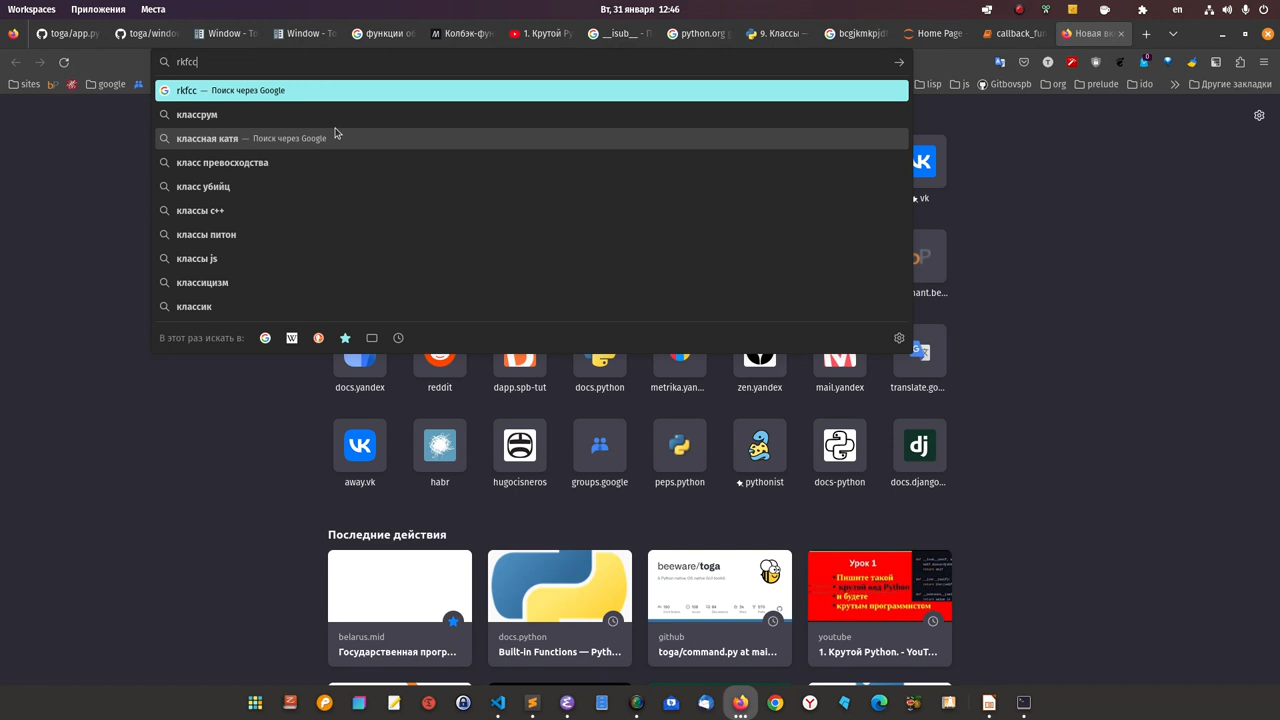 Workspaces Приложения Места Вт, 31 января 12:46 en
toga/app.py toga/windo Window - To Window - To функции об Колбэк-фун 1. Крутой Р __isub__ - П python.org 9. Классы — bcgjkmkpjdf Home Page - callback_fun Новая вкл
rkfcc
sites bp google lisp js Gitbovspb org prelude ido Другие закладки
0
rkfcc — Поиск через Google
классрум
классная катя — Поиск через Google
класс превосходства
класс убийц
классы c++
классы питон
классы js
классицизм
классик
В этот раз искать в:
vk
nant.be...
docs.yandex reddit dapp.spb-tut docs.python metrika.yan... zen.yandex mail.yandex translate.go...
away.vk habr hugocisneros groups.google peps.python pythonist docs-python docs.django...
dj
Последние действия
beeware/toga
Урок 1
Пишите такой
крутой код Python
и будете
крутым программистом
belarus.mid docs.python github youtube
Государственная прогр... Built-in Functions — Pyth... toga/command.py at mai... 1. Крутой Python. - YouT...